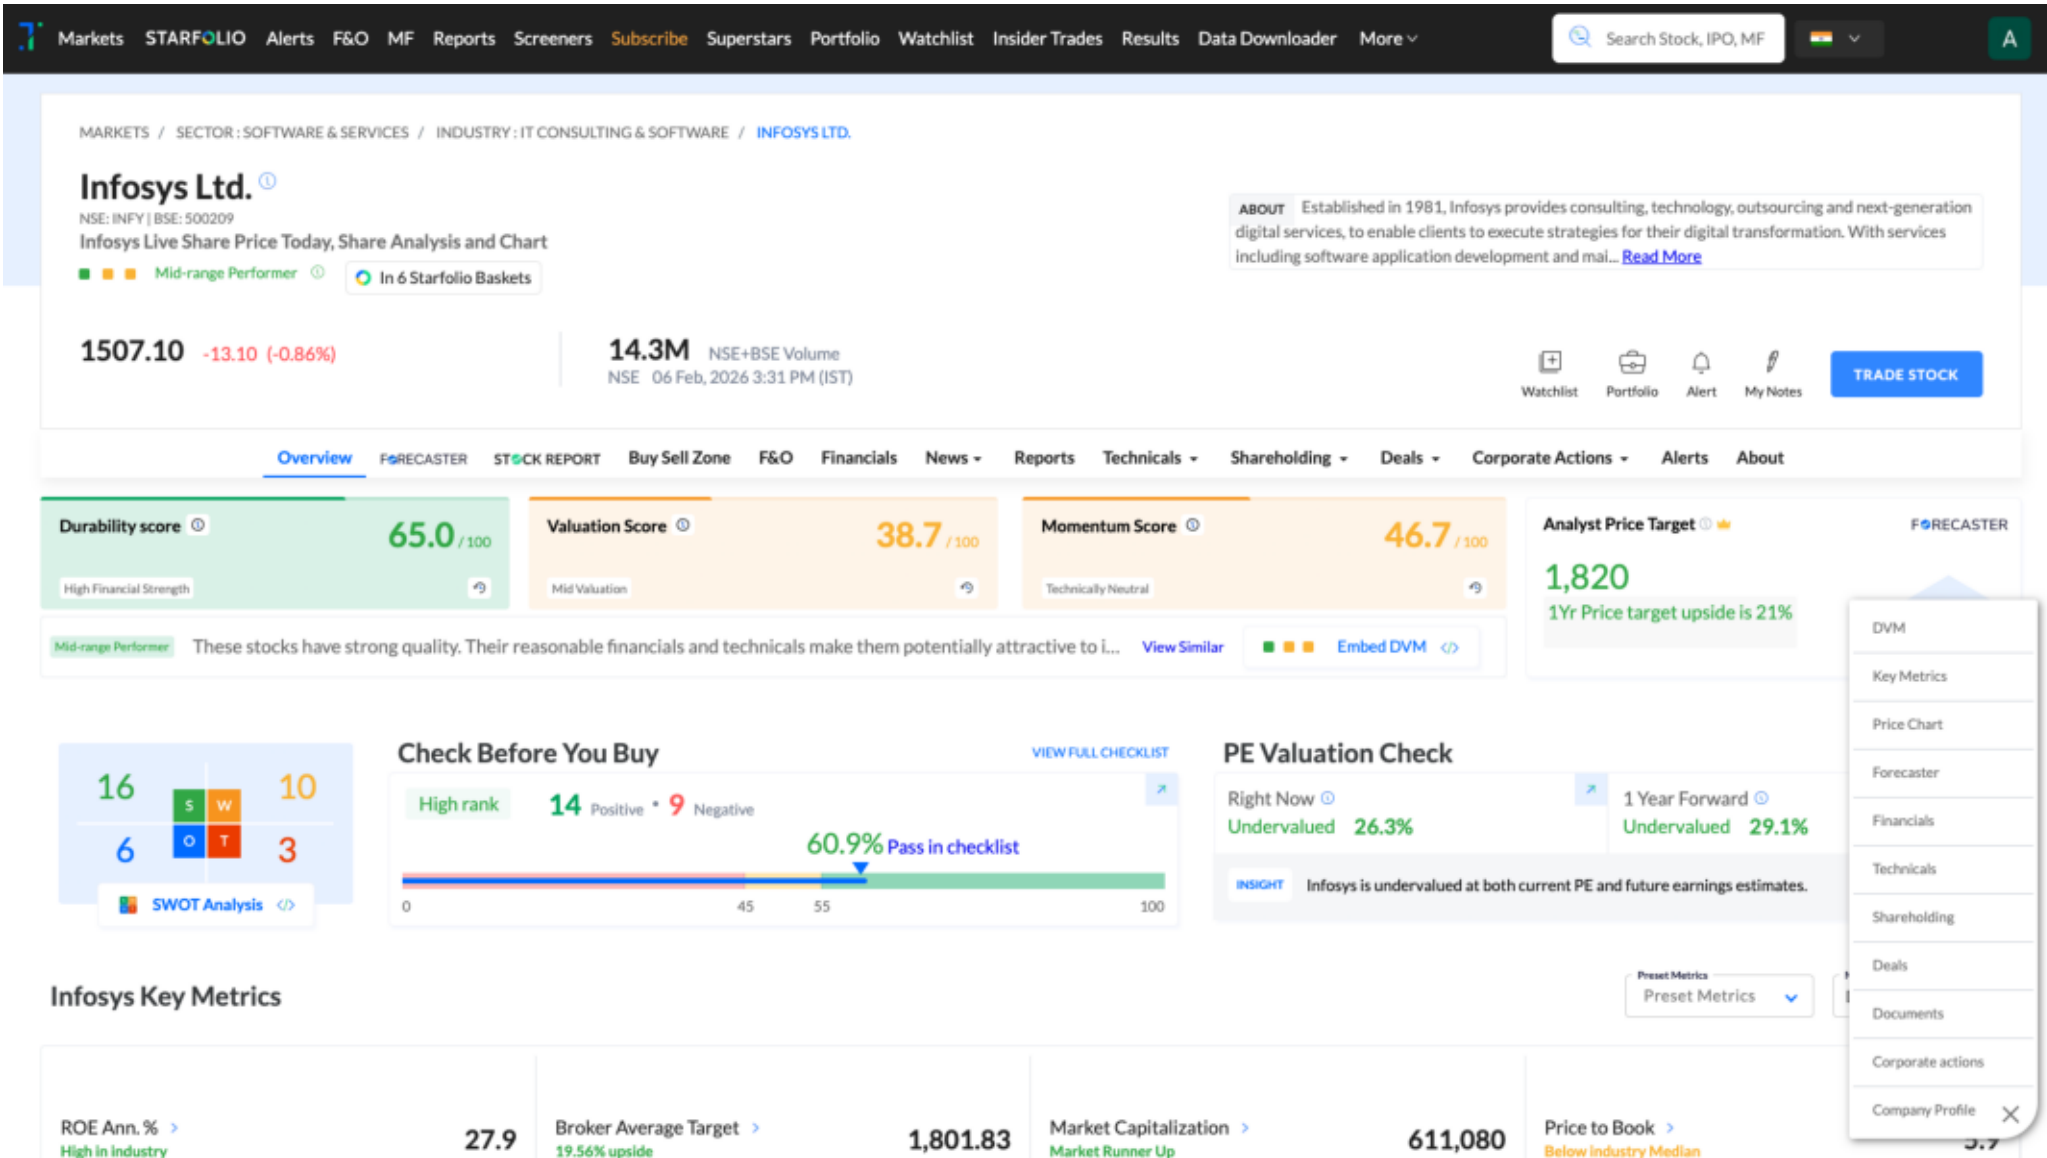 Markets STARFOLIO Alerts F&O MF Reports Screeners Subscribe Superstars Portfolio Watchlist Insider Trades Results Data Downloader More Search Stock, IPO, MF A
MARKETS / SECTOR : SOFTWARE & SERVICES / INDUSTRY : IT CONSULTING & SOFTWARE / INFOSYS LTD.
Infosys Ltd.
NSE: INFY | BSE: 500209
Infosys Live Share Price Today, Share Analysis and Chart
Mid-range Performer In 6 Starfolio Baskets
ABOUT Established in 1981, Infosys provides consulting, technology, outsourcing and next-generation
digital services, to enable clients to execute strategies for their digital transformation. With services
including software application development and mai... Read More
1507.10 -13.10 (-0.86%)
14.3M NSE+BSE Volume
NSE 06 Feb, 2026 3:31 PM (IST)
Watchlist Portfolio Alert My Notes TRADE STOCK
Overview FORECASTER STOCK REPORT Buy Sell Zone F&O Financials News Reports Technicals Shareholding Deals Corporate Actions Alerts About
Durability score 65.0 / 100
High Financial Strength
Valuation Score 38.7 / 100
Mid Valuation
Momentum Score 46.7 / 100
Technically Neutral
Analyst Price Target FORECASTER
1,820
1Yr Price target upside is 21%
Mid-range Performer These stocks have strong quality. Their reasonable financials and technicals make them potentially attractive to i... View Similar Embed DVM </>
16 S W 10
6 O T 3
SWOT Analysis </>
Check Before You Buy VIEW FULL CHECKLIST
High rank 14 Positive • 9 Negative
60.9% Pass in checklist
0 45 55 100
PE Valuation Check
Right Now
Undervalued 26.3%
1 Year Forward
Undervalued 29.1%
INSIGHT Infosys is undervalued at both current PE and future earnings estimates.
Infosys Key Metrics
Preset Metrics
Preset Metrics
ROE Ann. % 27.9
High in industry
Broker Average Target 1,801.83
19.56% upside
Market Capitalization 611,080
Market Runner Up
Price to Book
Below industry Median
DVM
Key Metrics
Price Chart
Forecaster
Financials
Technicals
Shareholding
Deals
Documents
Corporate actions
Company Profile